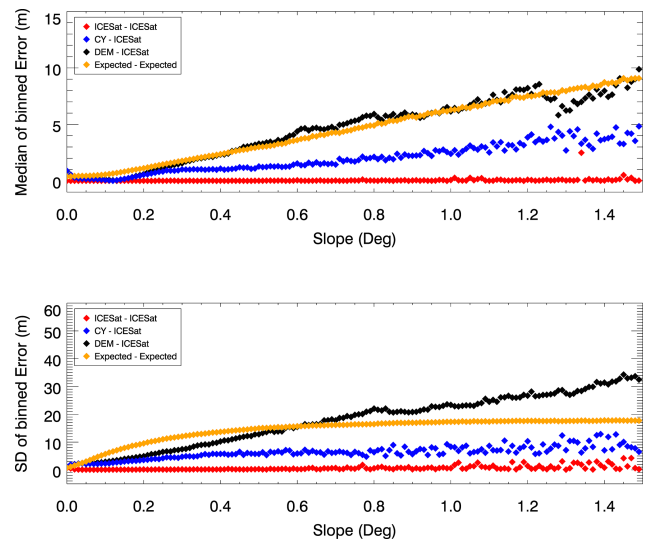 15
10
5
0
Median of binned Error (m)
ICESat - ICESat
CY - ICESat
DEM - ICESat
Expected - Expected
0.0 0.2 0.4 0.6 0.8 1.0 1.2 1.4
Slope (Deg)
60
50
40
30
20
10
0
SD of binned Error (m)
ICESat - ICESat
CY - ICESat
DEM - ICESat
Expected - Expected
0.0 0.2 0.4 0.6 0.8 1.0 1.2 1.4
Slope (Deg)